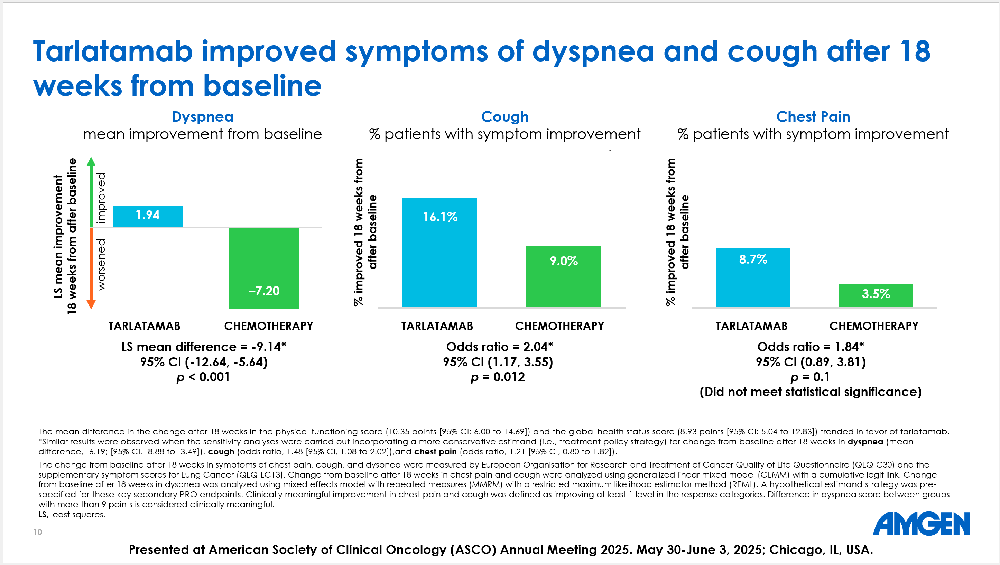 Tarlatamab improved symptoms of dyspnea and cough after 18
weeks from baseline
Dyspnea
mean improvement from baseline
LS mean improvement
18 weeks from after baseline
improved
worsened
1.94
–7.20
TARLATAMAB
CHEMOTHERAPY
LS mean difference = -9.14*
95% CI (-12.64, -5.64)
p < 0.001
Cough
% patients with symptom improvement
.
% improved 18 weeks from
after baseline
16.1%
9.0%
TARLATAMAB
CHEMOTHERAPY
Odds ratio = 2.04*
95% CI (1.17, 3.55)
p = 0.012
Chest Pain
% patients with symptom improvement
% improved 18 weeks from
after baseline
8.7%
3.5%
TARLATAMAB
CHEMOTHERAPY
Odds ratio = 1.84*
95% CI (0.89, 3.81)
p = 0.1
(Did not meet statistical significance)
The mean difference in the change after 18 weeks in the physical functioning score (10.35 points [95% CI: 6.00 to 14.69]) and the global health status score (8.93 points [95% CI: 5.04 to 12.83]) trended in favor of tarlatamab.
*Similar results were observed when the sensitivity analyses were carried out incorporating a more conservative estimand (i.e., treatment policy strategy) for change from baseline after 18 weeks in dyspnea (mean
difference, -6.19; [95% CI, -8.88 to -3.49]), cough (odds ratio, 1.48 [95% CI, 1.08 to 2.02]),and chest pain (odds ratio, 1.21 [95% CI, 0.80 to 1.82]).
The change from baseline after 18 weeks in symptoms of chest pain, cough, and dyspnea were measured by European Organisation for Research and Treatment of Cancer Quality of Life Questionnaire (QLQ-C30) and the
supplementary symptom scores for Lung Cancer (QLQ-LC13). Change from baseline after 18 weeks in chest pain and cough were analyzed using generalized linear mixed model (GLMM) with a cumulative logit link. Change
from baseline after 18 weeks in dyspnea was analyzed using mixed effects model with repeated measures (MMRM) with a restricted maximum likelihood estimator method (REML). A hypothetical estimand strategy was pre-
specified for these key secondary PRO endpoints. Clinically meaningful improvement in chest pain and cough was defined as improving at least 1 level in the response categories. Difference in dyspnea score between groups
with more than 9 points is considered clinically meaningful.
LS, least squares.
10
AMGEN
Presented at American Society of Clinical Oncology (ASCO) Annual Meeting 2025. May 30-June 3, 2025; Chicago, IL, USA.